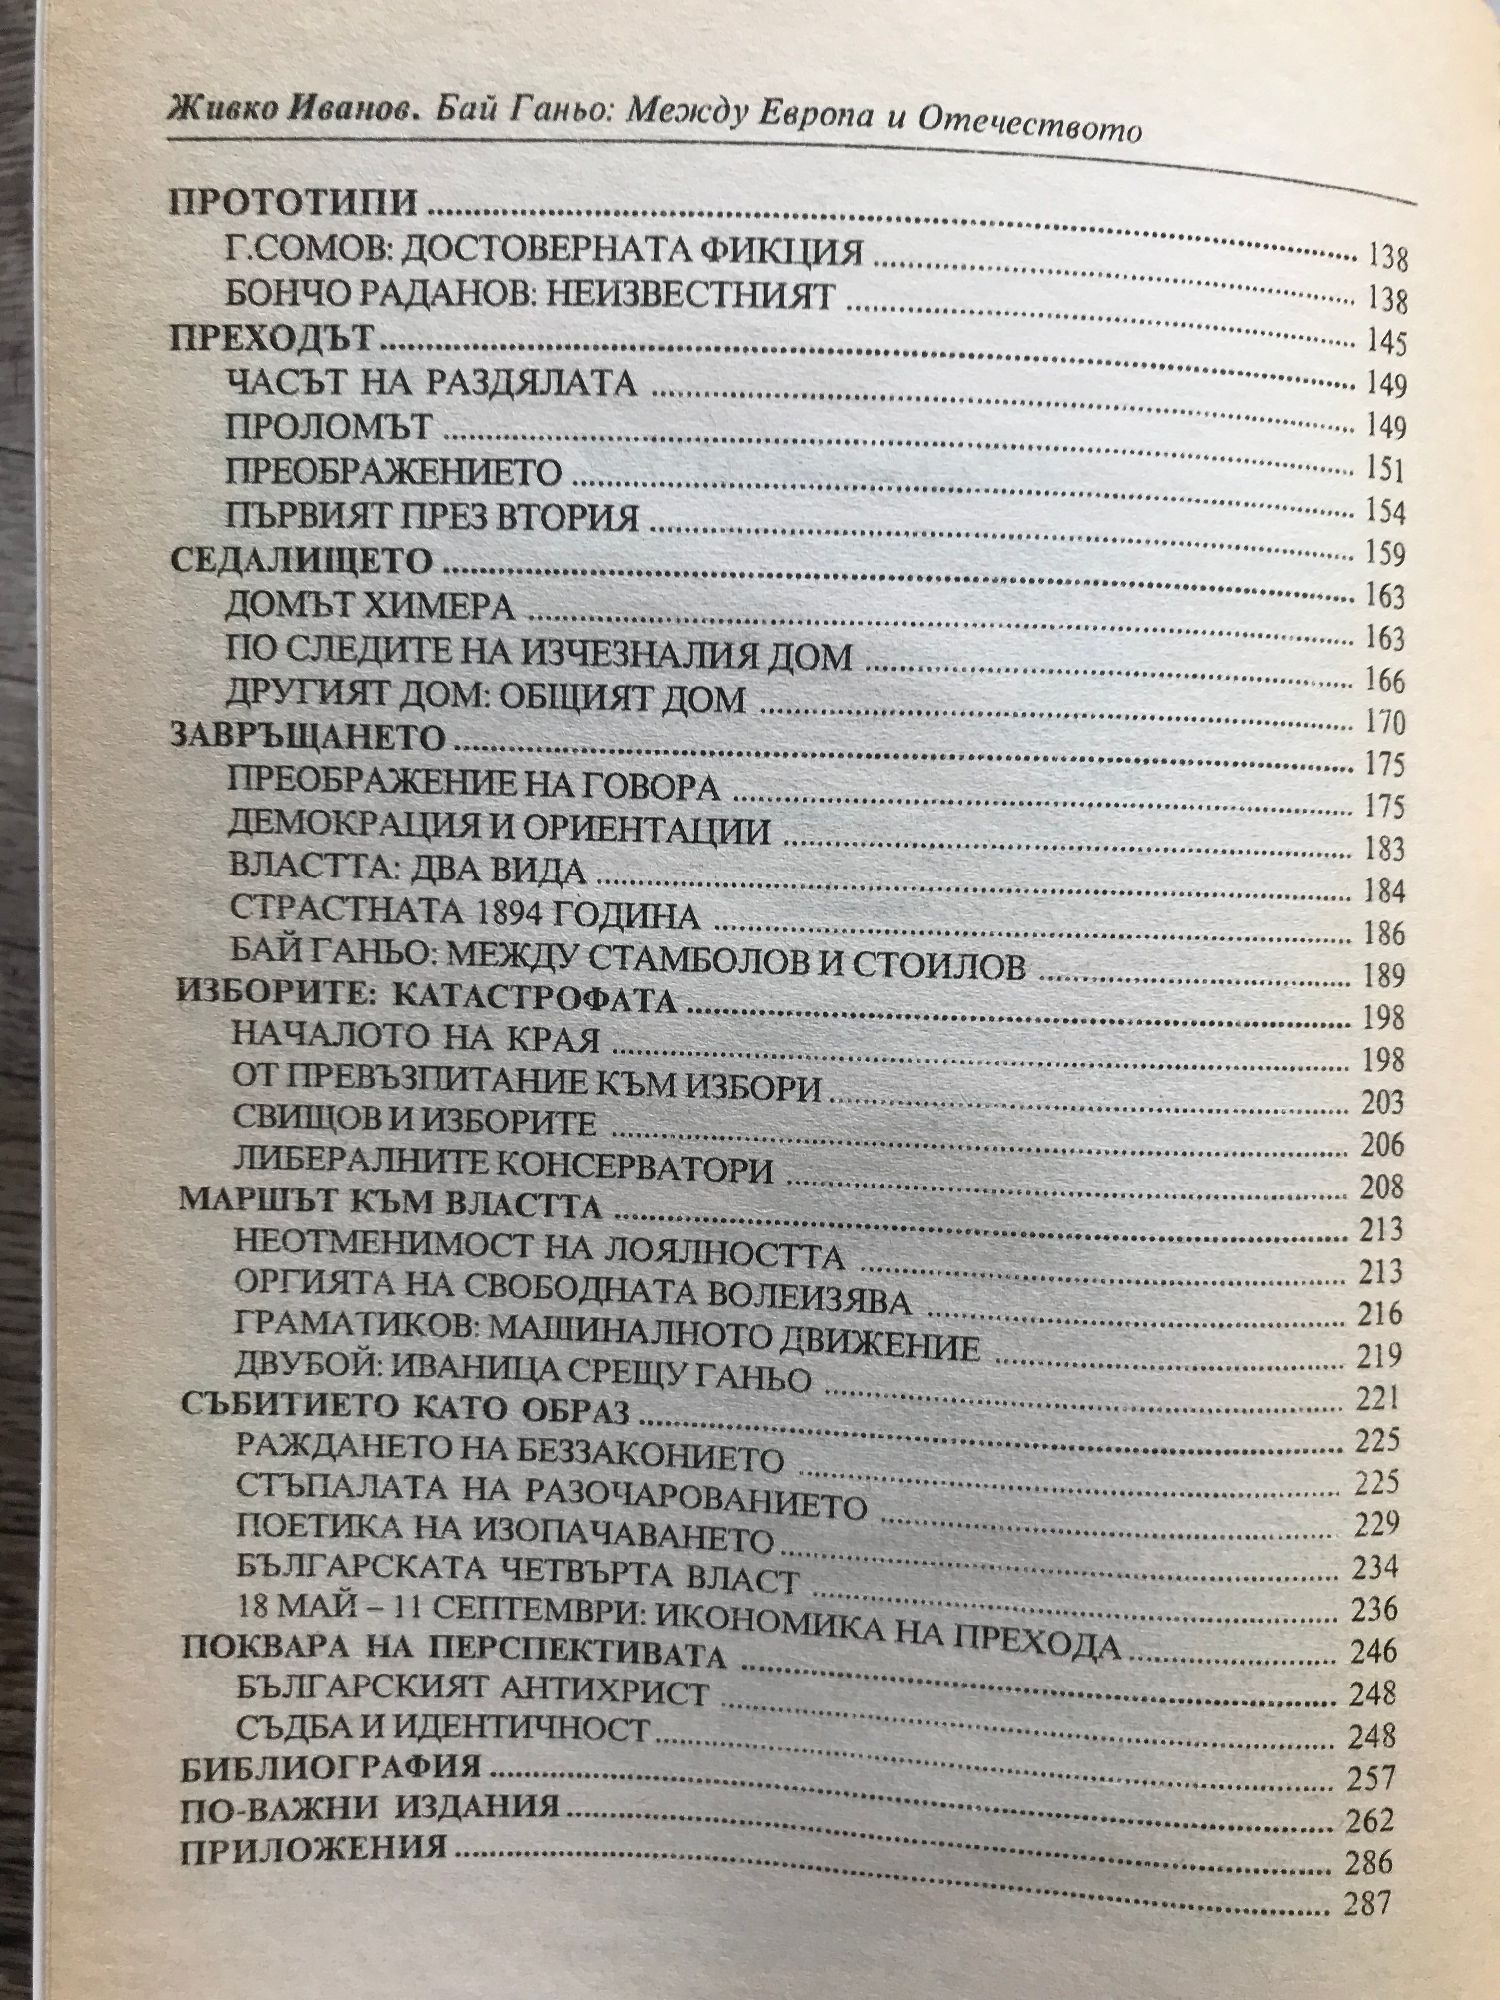 Живко Иванов. Бай Ганьо: Между Европа и Отечеството
ПРОТОТИПИ ........ 138
Г.СОМОВ: ДОСТОВЕРНАТА ФИКЦИЯ ........ 138
БОНЧО РАДАНОВ: НЕИЗВЕСТНИЯТ ........ 145
ПРЕХОДЪТ ........ 149
ЧАСЪТ НА РАЗДЯЛАТА ........ 149
ПРОЛОМЪТ ........ 151
ПРЕОБРАЖЕНИЕТО ........ 154
ПЪРВИЯТ ПРЕЗ ВТОРИЯ ........ 159
СЕДАЛИЩЕТО ........ 163
ДОМЪТ ХИМЕРА ........ 163
ПО СЛЕДИТЕ НА ИЗЧЕЗНАЛИЯ ДОМ ........ 166
ДРУГИЯТ ДОМ: ОБЩИЯТ ДОМ ........ 170
ЗАВРЪЩАНЕТО ........ 175
ПРЕОБРАЖЕНИЕ НА ГОВОРА ........ 175
ДЕМОКРАЦИЯ И ОРИЕНТАЦИИ ........ 183
ВЛАСТТА: ДВА ВИДА ........ 184
СТРАСТНАТА 1894 ГОДИНА ........ 186
БАЙ ГАНЬО: МЕЖДУ СТАМБОЛОВ И СТОИЛОВ ........ 189
ИЗБОРИТЕ: КАТАСТРОФАТА ........ 198
НАЧАЛОТО НА КРАЯ ........ 198
ОТ ПРЕВЪЗПИТАНИЕ КЪМ ИЗБОРИ ........ 203
СВИЩОВ И ИЗБОРИТЕ ........ 206
ЛИБЕРАЛНИТЕ КОНСЕРВАТОРИ ........ 208
МАРШЪТ КЪМ ВЛАСТТА ........ 213
НЕОТМЕНИМОСТ НА ЛОЯЛНОСТТА ........ 213
ОРГИЯТА НА СВОБОДНАТА ВОЛЕИЗЯВА ........ 216
ГРАМАТИКОВ: МАШИНАЛНОТО ДВИЖЕНИЕ ........ 219
ДВУБОЙ: ИВАНИЦА СРЕЩУ ГАНЬО ........ 221
СЪБИТИЕТО КАТО ОБРАЗ ........ 225
РАЖДАНЕТО НА БЕЗЗАКОНИЕТО ........ 225
СТЪПАЛАТА НА РАЗОЧАРОВАНИЕТО ........ 229
ПОЕТИКА НА ИЗОПАЧАВАНЕТО ........ 234
БЪЛГАРСКАТА ЧЕТВЪРТА ВЛАСТ ........ 236
18 МАЙ – 11 СЕПТЕМВРИ: ИКОНОМИКА НА ПРЕХОДА ........ 246
ПОКВАРА НА ПЕРСПЕКТИВАТА ........ 248
БЪЛГАРСКИЯТ АНТИХРИСТ ........ 248
СЪДБА И ИДЕНТИЧНОСТ ........ 257
БИБЛИОГРАФИЯ ........ 262
ПО-ВАЖНИ ИЗДАНИЯ ........ 286
ПРИЛОЖЕНИЯ ........ 287